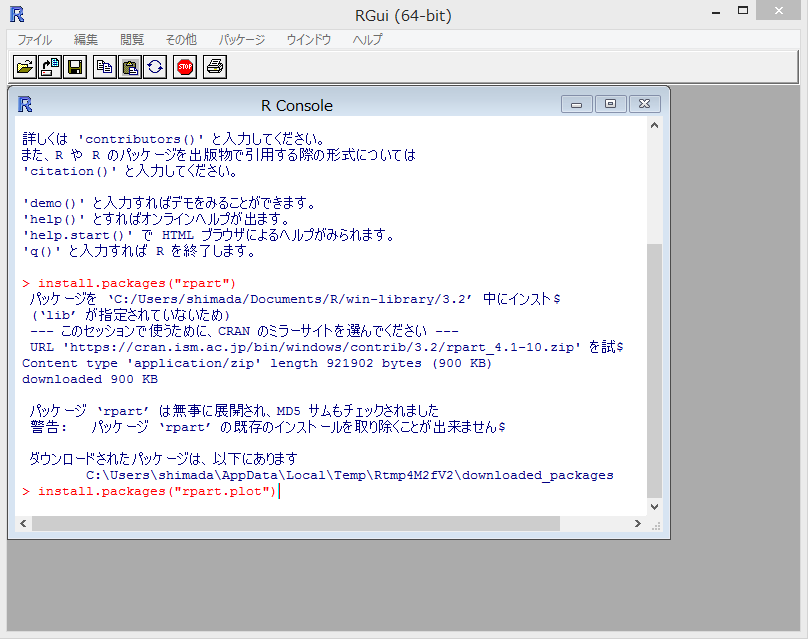 RGui (64-bit)
ファイル 編集 閲覧 その他 パッケージ ウインドウ ヘルプ
STOP
R Console
詳しくは 'contributors()' と入力してください。
また、R や R のパッケージを出版物で引用する際の形式については
'citation()' と入力してください。
'demo()' と入力すればデモをみることができます。
'help()' とすればオンラインヘルプが出ます。
'help.start()' で HTML ブラウザによるヘルプがみられます。
'q()' と入力すれば R を終了します。
> install.packages("rpart")
パッケージを ‘C:/Users/shimada/Documents/R/win-library/3.2’ 中にインスト$
(‘lib’ が指定されていないため)
--- このセッションで使うために、CRAN のミラーサイトを選んでください ---
URL 'https://cran.ism.ac.jp/bin/windows/contrib/3.2/rpart_4.1-10.zip' を試$
Content type 'application/zip' length 921902 bytes (900 KB)
downloaded 900 KB
パッケージ ‘rpart’ は無事に展開され、MD5 サムもチェックされました
警告: パッケージ ‘rpart’ の既存のインストールを取り除くことが出来ません$
ダウンロードされたパッケージは、以下にあります
C:\Users\shimada\AppData\Local\Temp\Rtmp4M2fV2\downloaded_packages
> install.packages("rpart.plot")